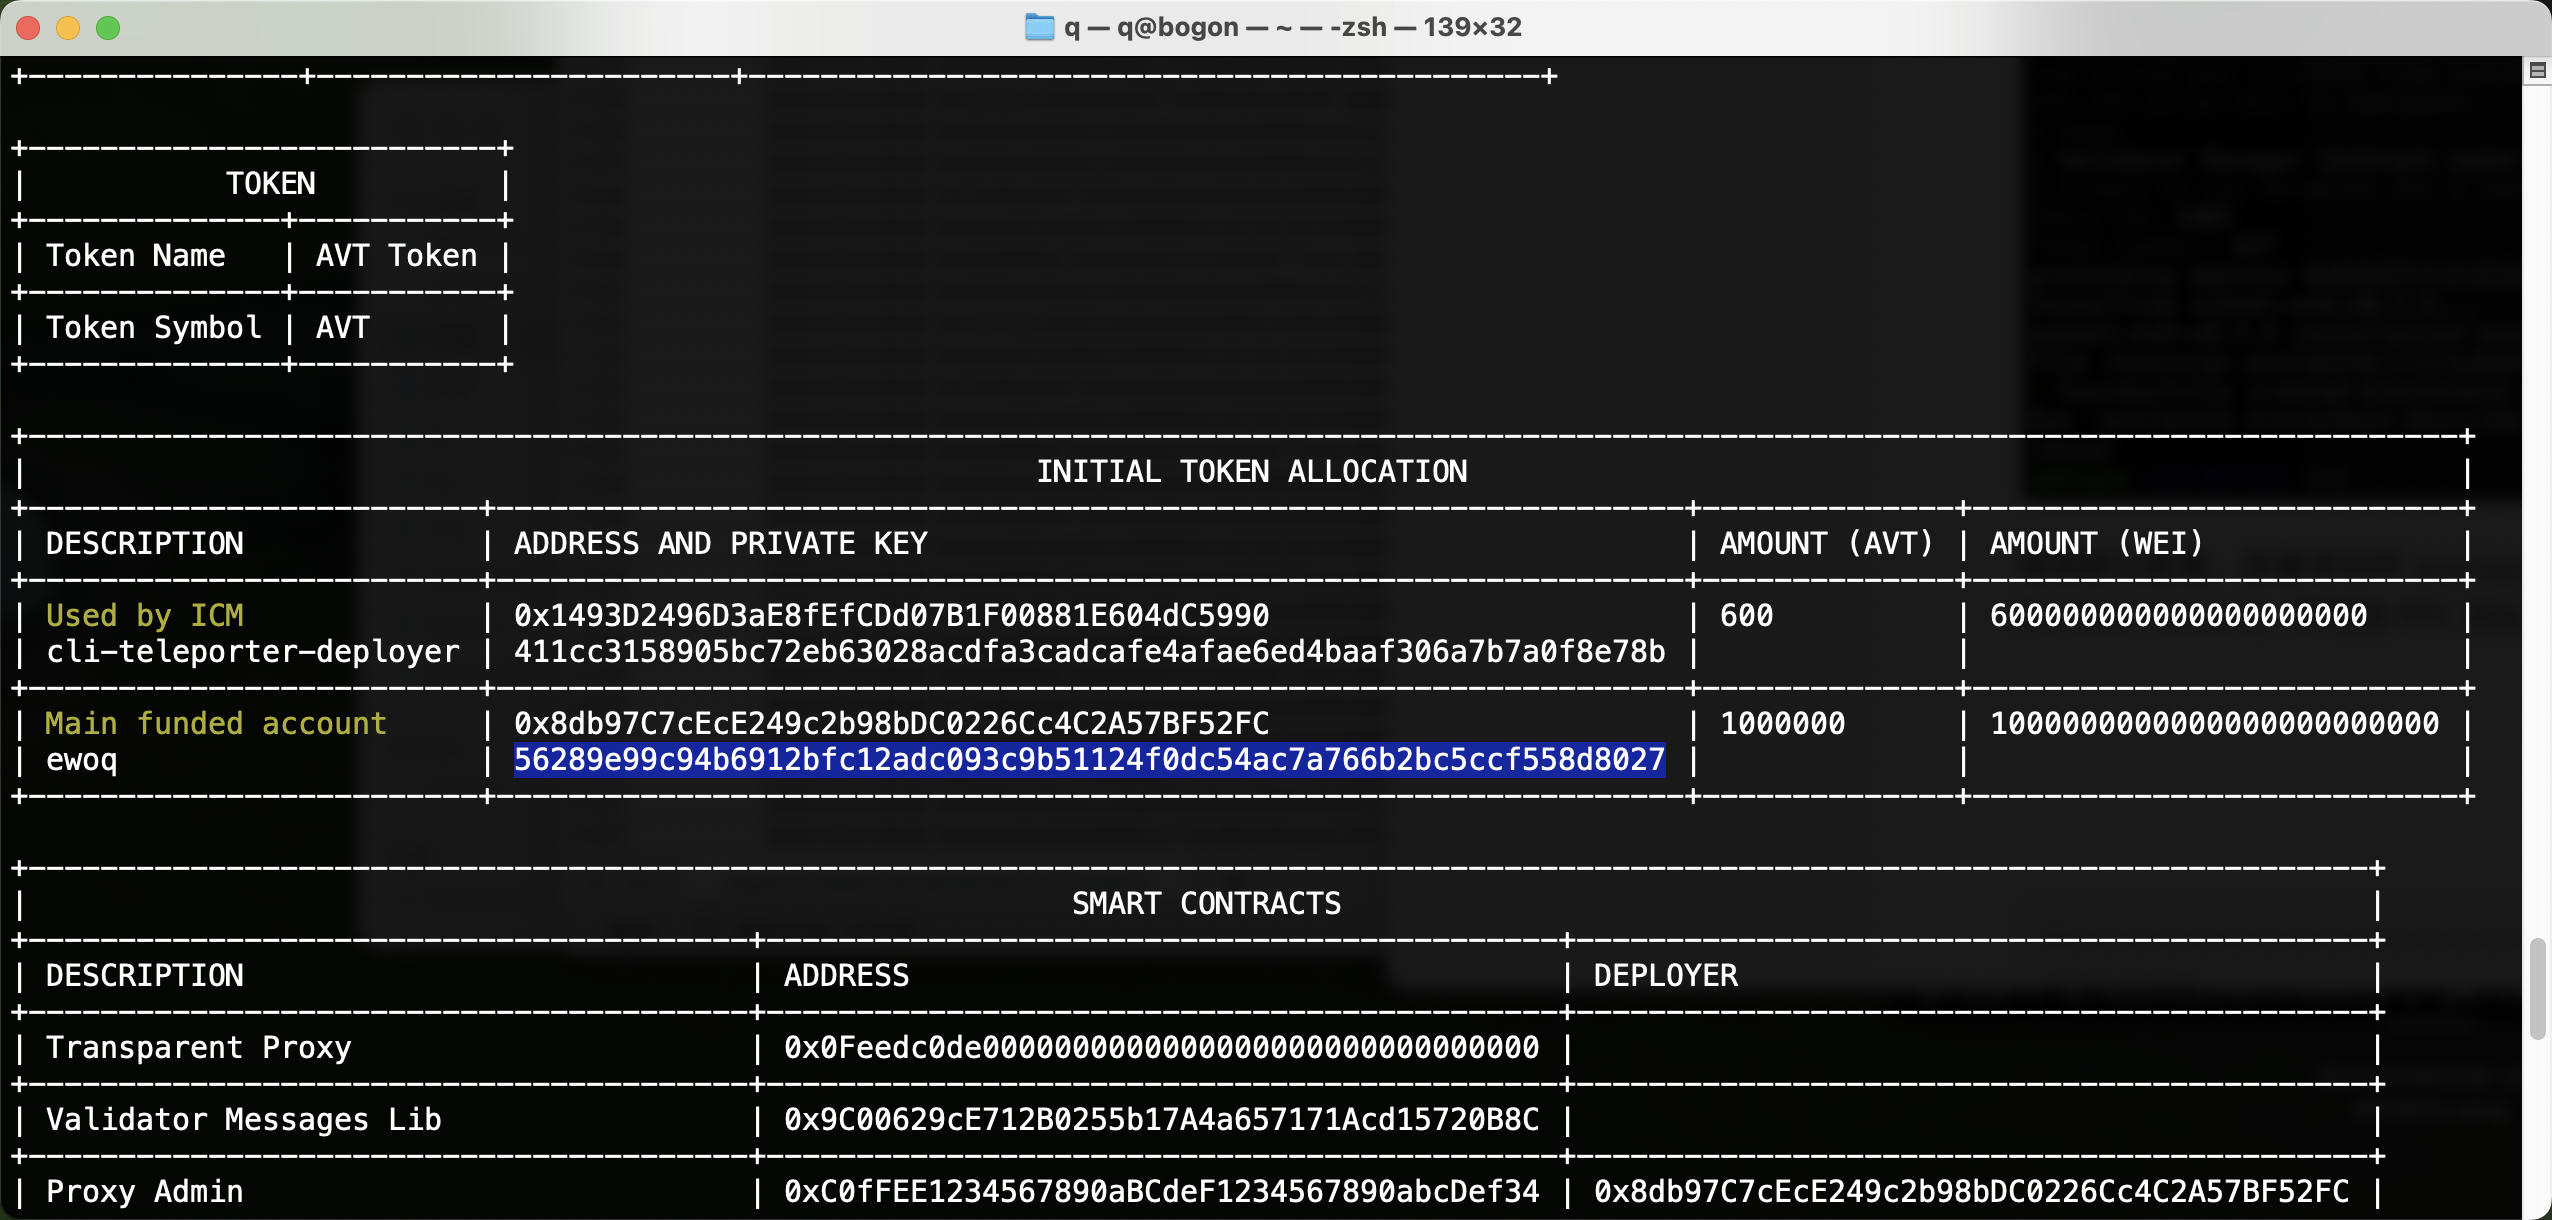 q — q@bogon — ~ — -zsh — 139×32
TOKEN
Token Name | AVT Token
Token Symbol | AVT
INITIAL TOKEN ALLOCATION
DESCRIPTION | ADDRESS AND PRIVATE KEY | AMOUNT (AVT) | AMOUNT (WEI)
Used by ICM | 0x1493D2496D3aE8fEfCDd07B1F00881E604dC5990 | 600 | 600000000000000000000
cli-teleporter-deployer | 411cc3158905bc72eb63028acdfa3cadcafe4afae6ed4baaf306a7b7a0f8e78b
Main funded account | 0x8db97C7cEcE249c2b98bDC0226Cc4C2A57BF52FC | 1000000 | 1000000000000000000000000
ewoq | 56289e99c94b6912bfc12adc093c9b51124f0dc54ac7a766b2bc5ccf558d8027
SMART CONTRACTS
DESCRIPTION | ADDRESS | DEPLOYER
Transparent Proxy | 0x0Feedc0de0000000000000000000000000000000
Validator Messages Lib | 0x9C00629cE712B0255b17A4a657171Acd15720B8C
Proxy Admin | 0xC0fFEE1234567890aBCdeF1234567890abcDef34 | 0x8db97C7cEcE249c2b98bDC0226Cc4C2A57BF52FC